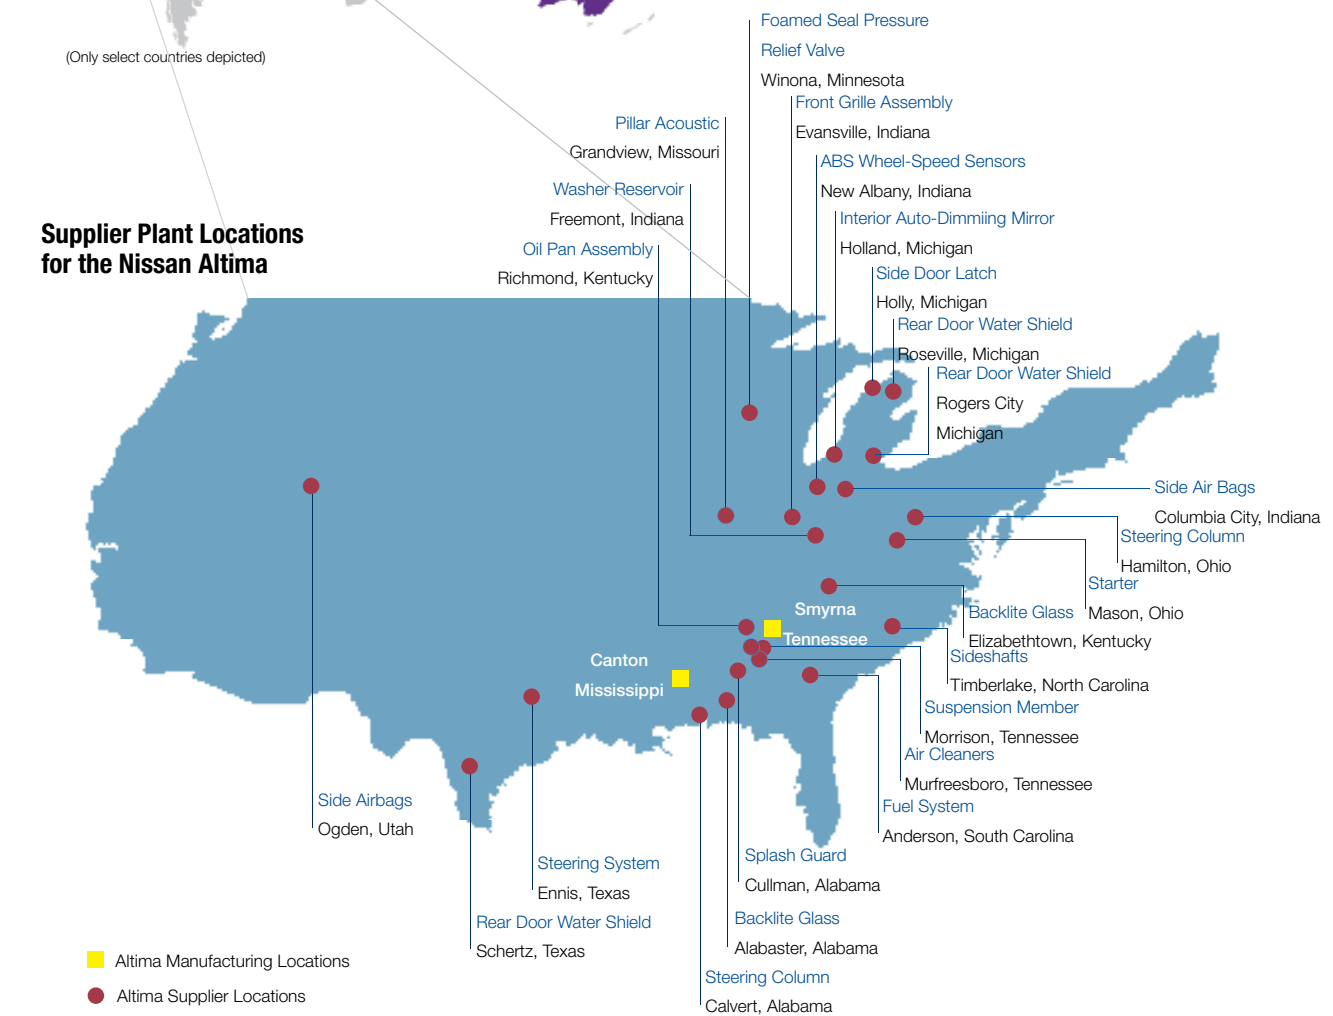 (Only select countries depicted)
Supplier Plant Locations
for the Nissan Altima
Foamed Seal Pressure
Relief Valve
Winona, Minnesota
Front Grille Assembly
Evansville, Indiana
Pillar Acoustic
Grandview, Missouri
ABS Wheel-Speed Sensors
New Albany, Indiana
Washer Reservoir
Freemont, Indiana
Interior Auto-Dimmiing Mirror
Holland, Michigan
Oil Pan Assembly
Richmond, Kentucky
Side Door Latch
Holly, Michigan
Rear Door Water Shield
Roseville, Michigan
Rear Door Water Shield
Rogers City
Michigan
Side Air Bags
Columbia City, Indiana
Steering Column
Hamilton, Ohio
Starter
Mason, Ohio
Backlite Glass
Elizabethtown, Kentucky
Sideshafts
Timberlake, North Carolina
Suspension Member
Morrison, Tennessee
Air Cleaners
Murfreesboro, Tennessee
Fuel System
Anderson, South Carolina
Smyrna
Tennessee
Canton
Mississippi
Side Airbags
Ogden, Utah
Splash Guard
Cullman, Alabama
Steering System
Ennis, Texas
Backlite Glass
Alabaster, Alabama
Rear Door Water Shield
Schertz, Texas
Steering Column
Calvert, Alabama
Altima Manufacturing Locations
Altima Supplier Locations